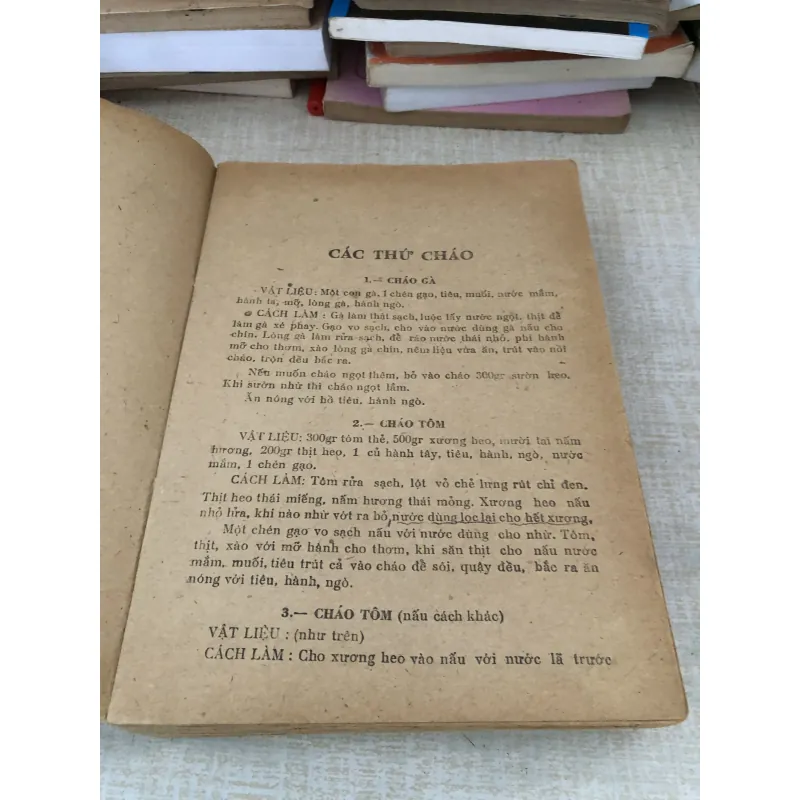 CÁC THỨ CHÁO
1.— CHÁO GÀ
VẬT LIỆU: Một con gà, 1 chén gạo, tiêu, muối, nước mắm,
hành ta, mỡ, lòng gà, hành ngò.
CÁCH LÀM : Gà làm thật sạch, luộc lấy nước ngọt, thịt để
làm gà xé phay. Gạo vo sạch, cho vào nước dùng gà nấu cho
chín. Lòng gà làm rửa sạch, để ráo nước thái nhỏ, phi hành
mỡ cho thơm, xào lòng gà chín, nêm liệu vừa ăn, trút vào nồi
cháo, trộn đều bắc ra.
Nếu muốn cháo ngọt thêm, bỏ vào cháo 300gr sườn heo.
Khi sườn nhừ thì cháo ngọt lắm.
Ăn nóng với hồ tiêu, hành ngò.
2.— CHÁO TÔM
VẬT LIỆU: 300gr tóm thẻ, 500gr xương heo, mười tai nấm
hương, 200gr thịt heo, 1 củ hành tây, tiêu, hành, ngò, nước
mắm, 1 chén gạo.
CÁCH LÀM: Tôm rửa sạch, lột vỏ chẻ lưng rút chỉ đen.
Thịt heo thái miếng, nấm hương thái mỏng. Xương heo nấu
nhỏ lửa, khi nào nhừ vớt ra bỏ, nước dùng lọc lại cho hết xương.
Một chén gạo vo sạch nấu với nước dùng cho nhừ. Tôm,
thịt, xào với mỡ hành cho thơm, khi săn thịt cho nấu nước
mắm, muối, tiêu trút cả vào cháo để sôi, quậy đều, bắc ra ăn
nóng với tiêu, hành, ngò.
3.— CHÁO TÔM (nấu cách khác)
VẬT LIỆU : (như trên)
CÁCH LÀM : Cho xương heo vào nấu với nước lã trước